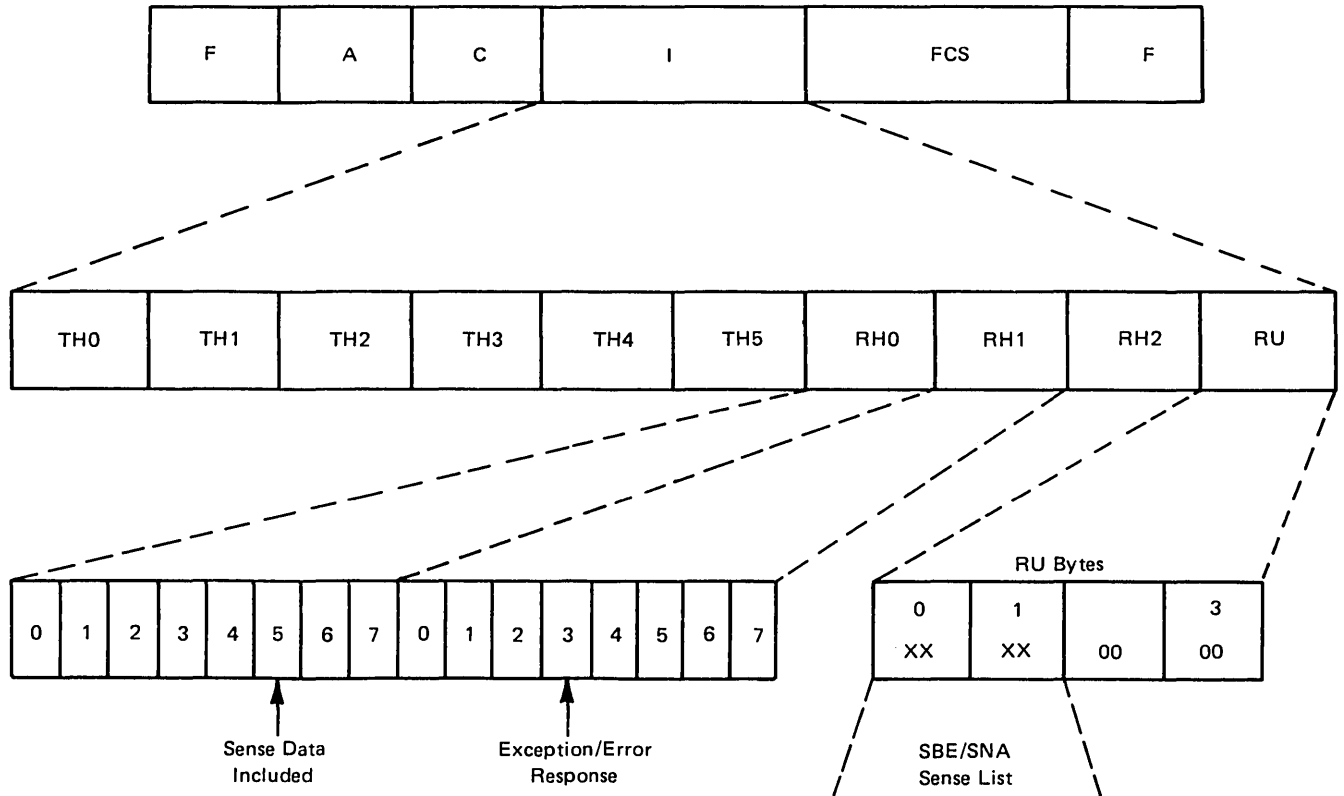 F A C I FCS F
TH0 TH1 TH2 TH3 TH4 TH5 RH0 RH1 RH2 RU
RU Bytes
0 1 2 3 4 5 6 7 0 1 2 3 4 5 6 7
0 1 3
XX XX 00 00
Sense Data
Included
Exception/Error
Response
SBE/SNA
Sense List